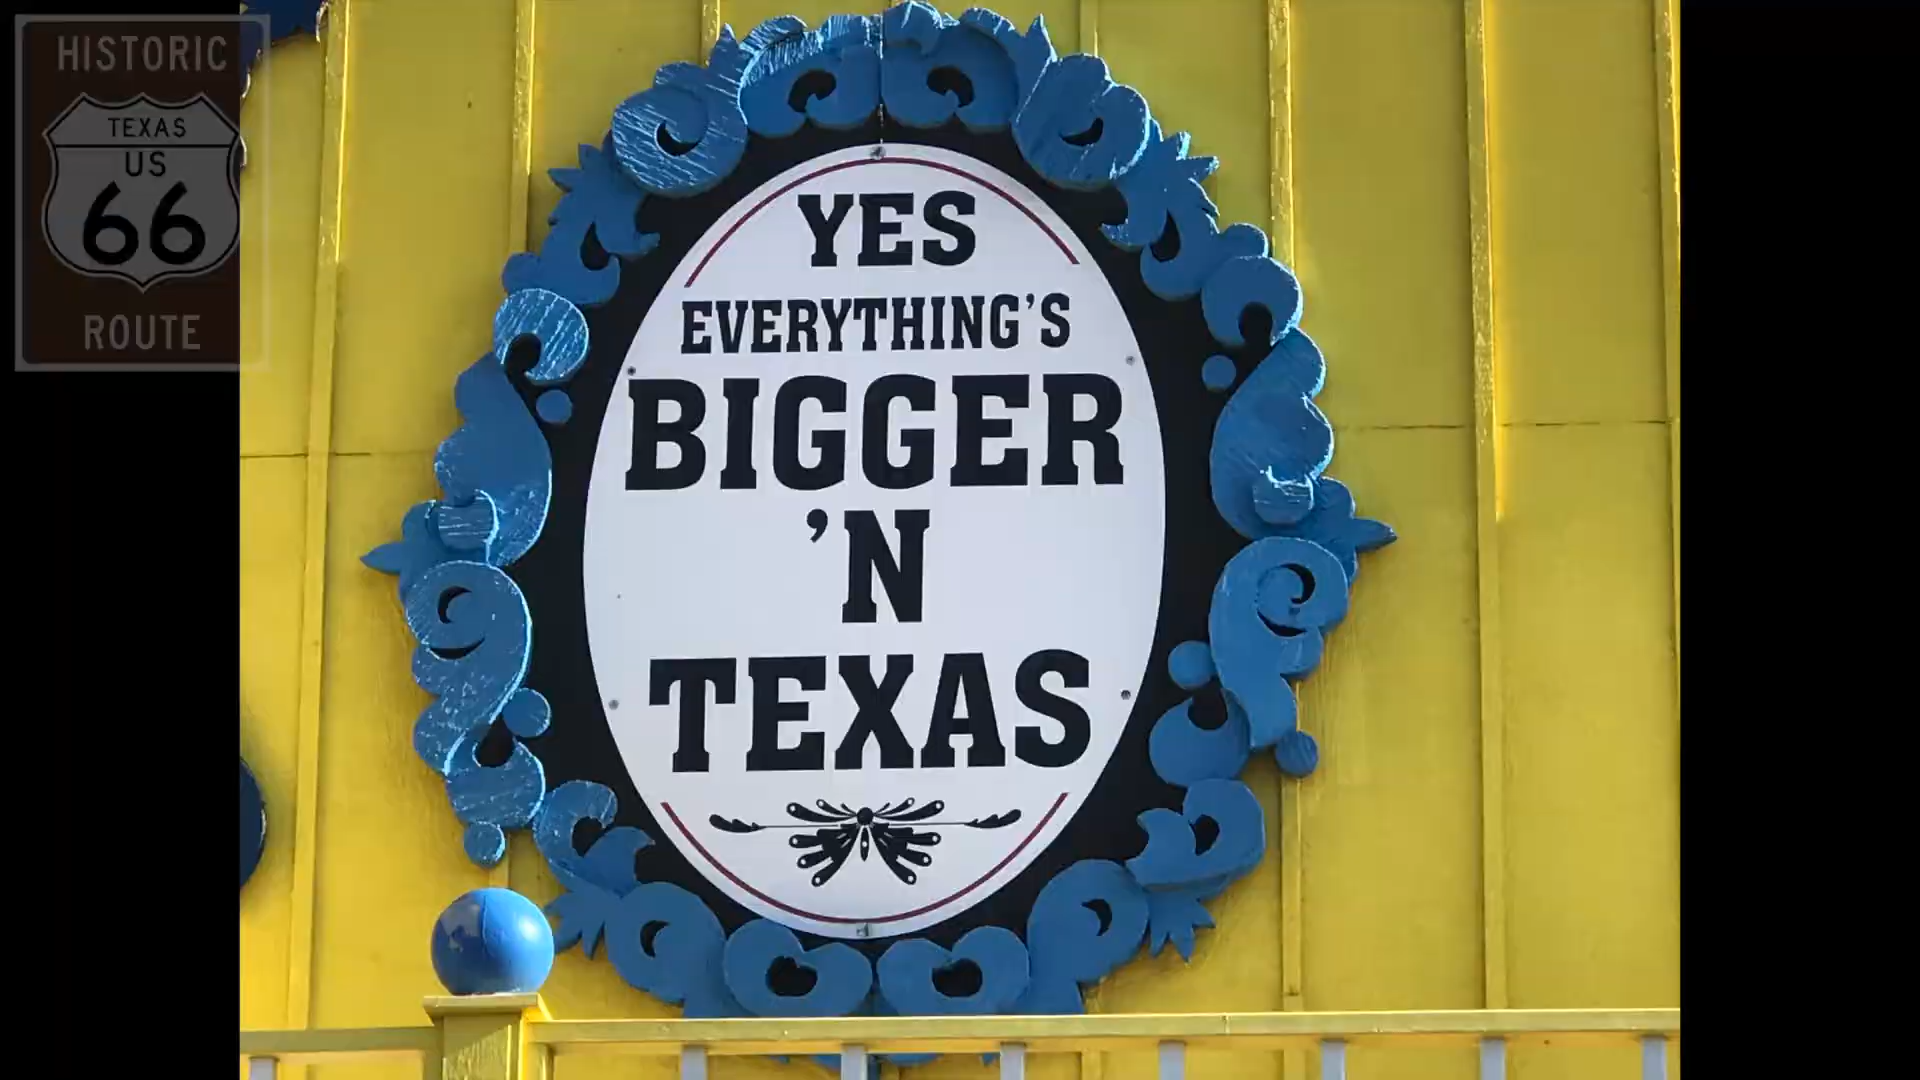 HISTORIC
TEXAS
US
66
ROUTE
YES
EVERYTHING'S
BIGGER
'N
TEXAS